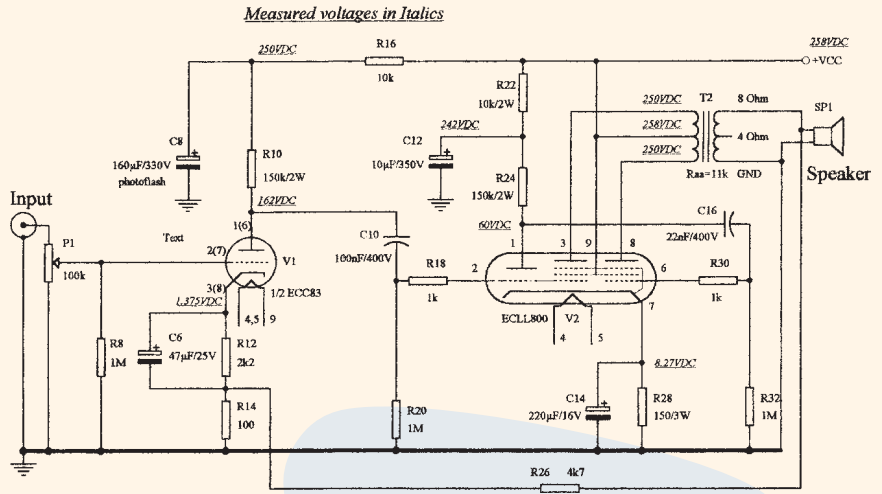 Measured voltages in Italics
250VDC
R16
10k
258VDC
+VCC
R22
10k/2W
250VDC
T2
8 Ohm
SP1
242VDC
258VDC
4 Ohm
C8
160µF/330V
photoflash
C12
10µF/350V
250VDC
R10
150k/2W
R24
150k/2W
Raa=11k
GND
Speaker
Input
162VDC
60VDC
C16
22nF/400V
1(6)
Text
C10
100nF/400V
1
3
9
8
P1
100k
2(7)
V1
R18
1k
2
6
R30
1k
3(8)
1/2 ECC83
1.375VDC
4,5
9
ECLL800
V2
7
4
5
C6
47µF/25V
R8
1M
R12
2k2
8.27VDC
R14
100
R20
1M
C14
220µF/16V
R28
150/3W
R32
1M
R26
4k7